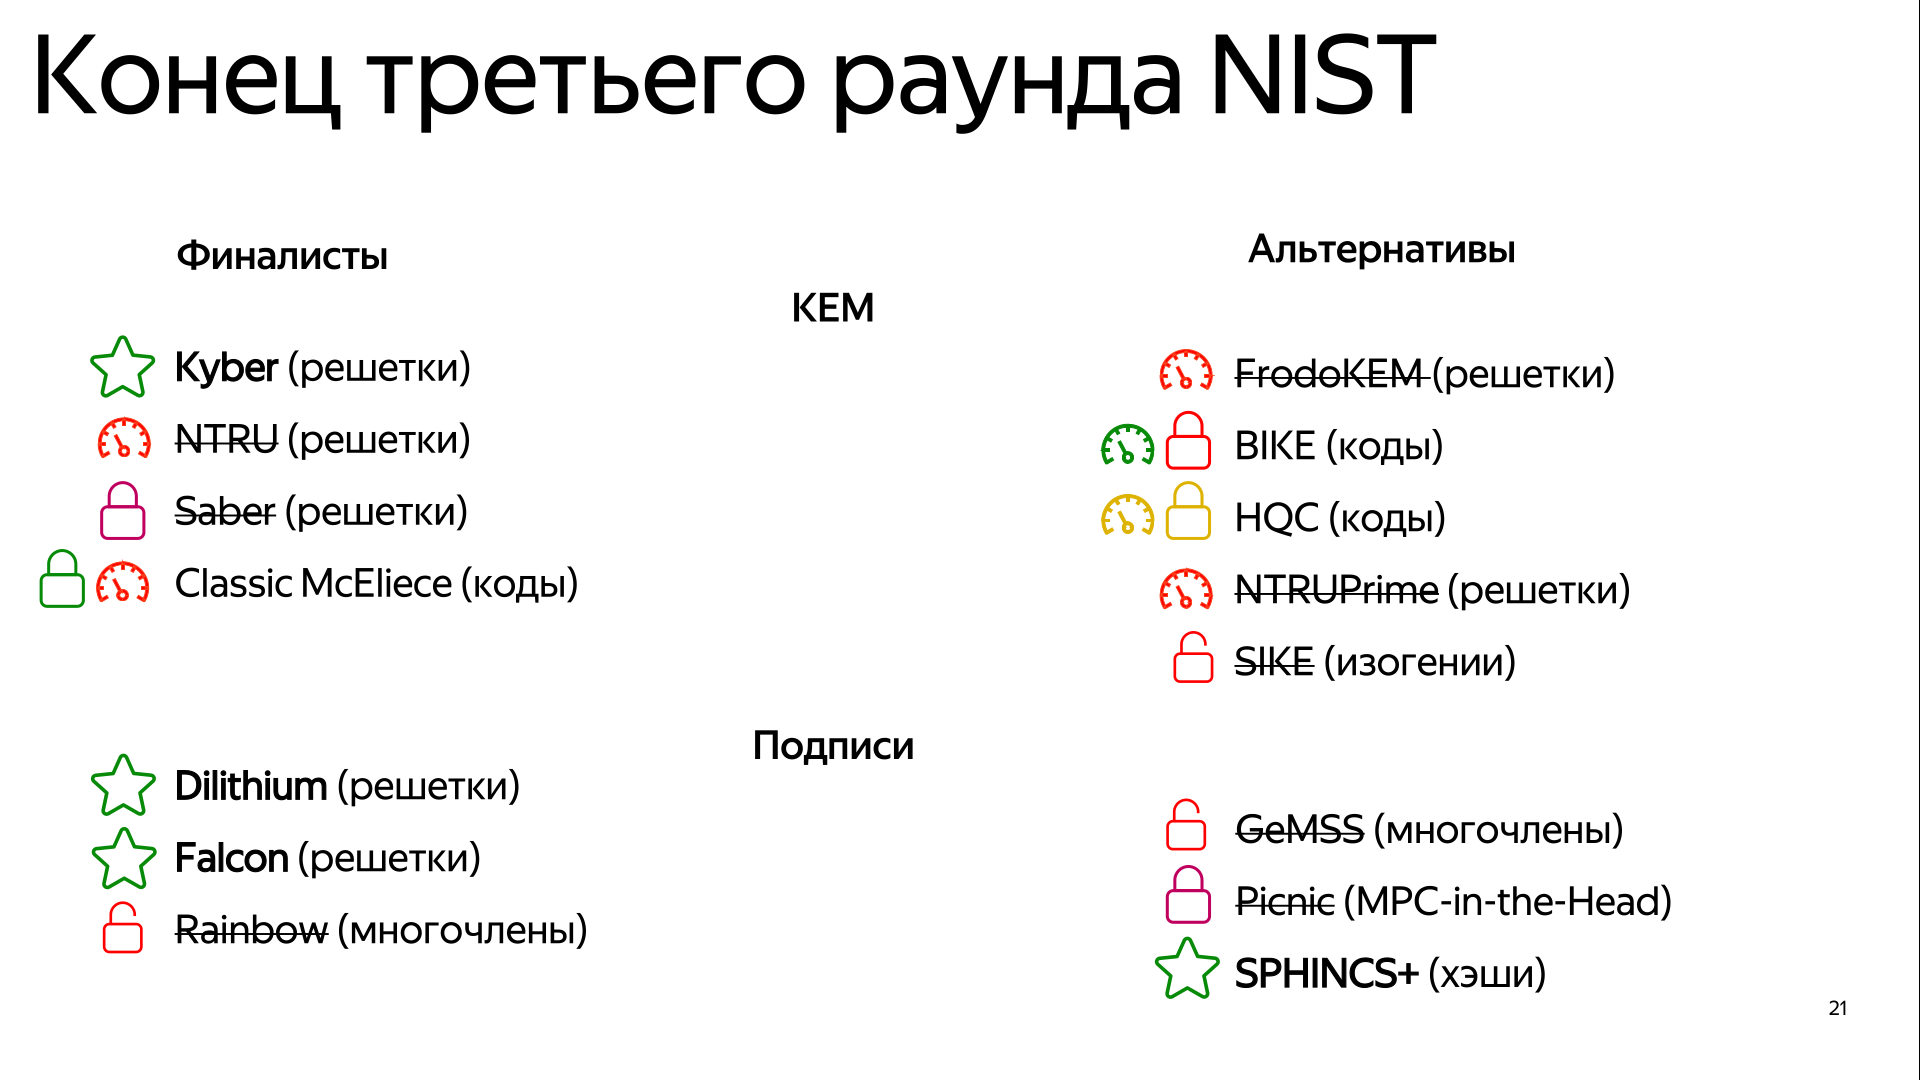 Конец третьего раунда NIST
Финалисты
Альтернативы
KEM
Kyber (решетки)
NTRU (решетки)
Saber (решетки)
Classic McEliece (коды)
FrodoKEM (решетки)
BIKE (коды)
HQC (коды)
NTRUPrime (решетки)
SIKE (изогении)
Подписи
Dilithium (решетки)
Falcon (решетки)
Rainbow (многочлены)
GeMSS (многочлены)
Picnic (MPC-in-the-Head)
SPHINCS+ (хэши)
21